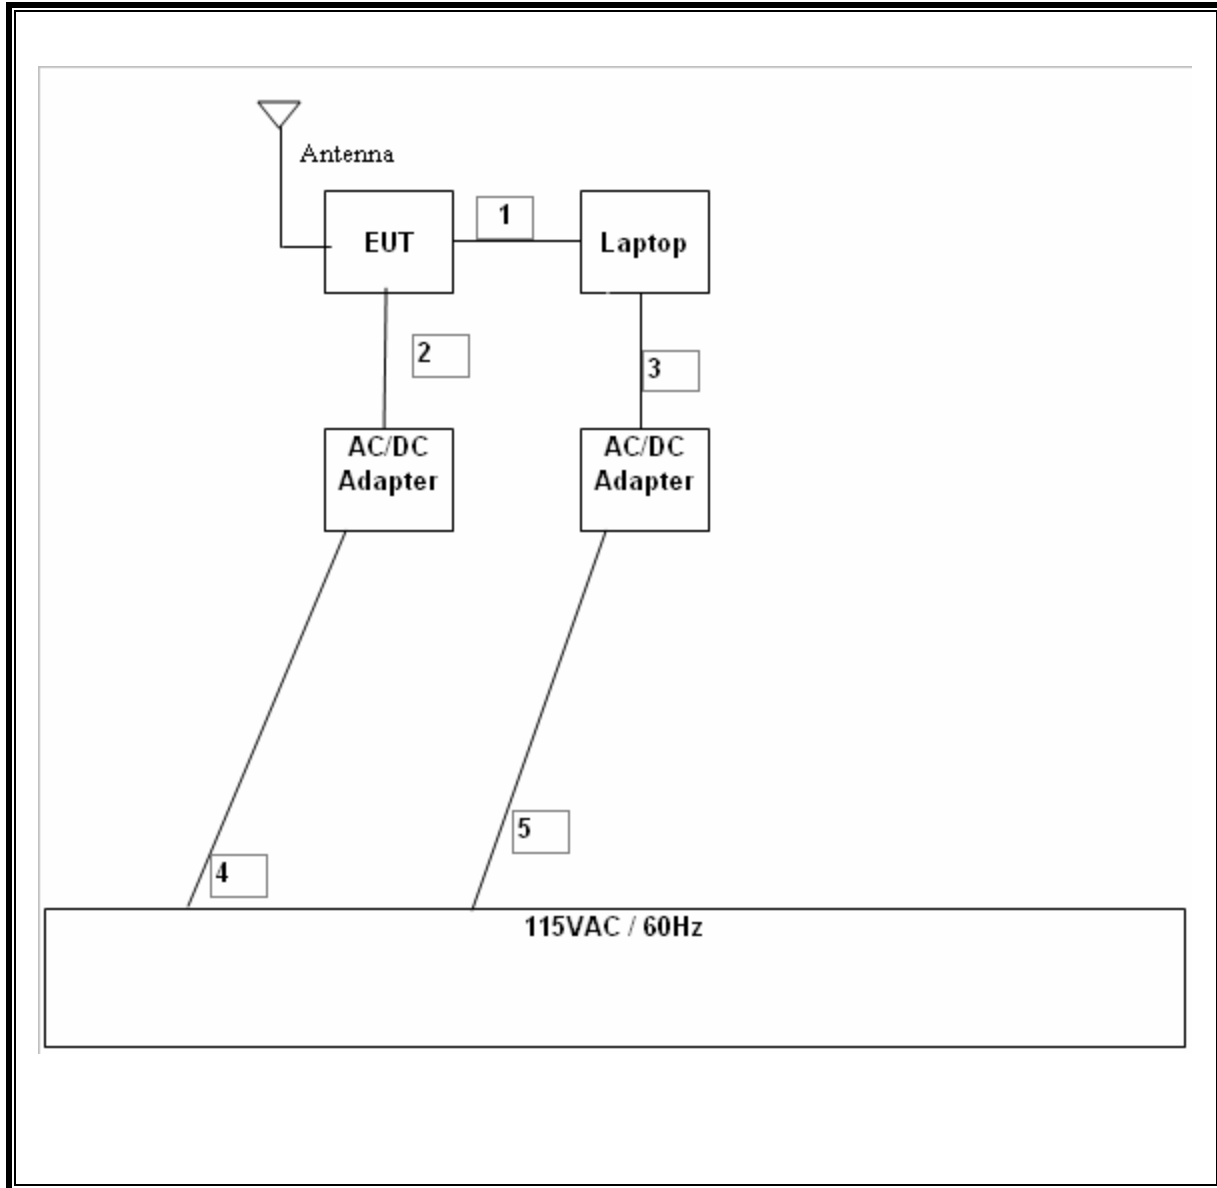 Antenna
EUT
1
Laptop
2
3
AC/DC
Adapter
AC/DC
Adapter
5
4
115VAC / 60Hz